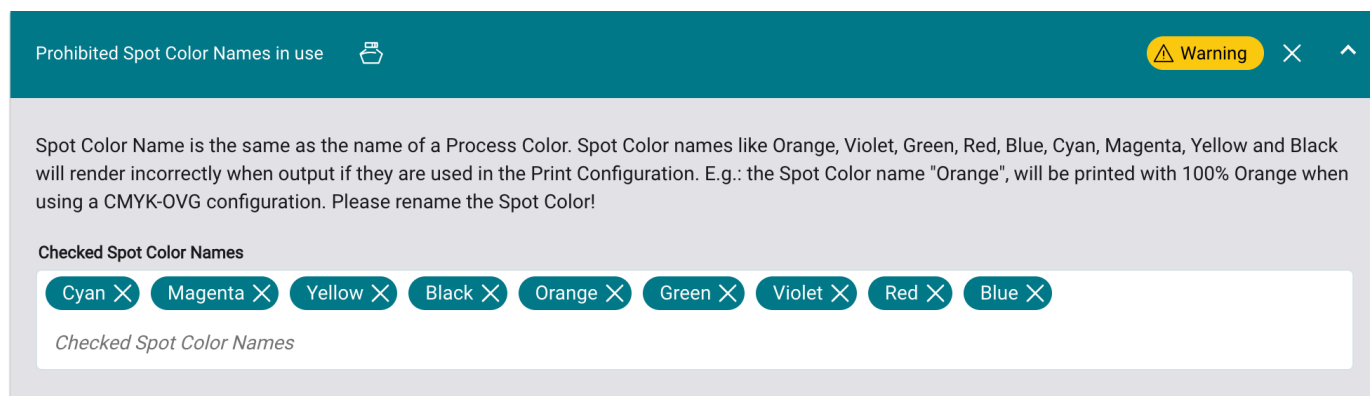 Prohibited Spot Color Names in use
Warning
Spot Color Name is the same as the name of a Process Color. Spot Color names like Orange, Violet, Green, Red, Blue, Cyan, Magenta, Yellow and Black
will render incorrectly when output if they are used in the Print Configuration. E.g.: the Spot Color name "Orange", will be printed with 100% Orange when
using a CMYK-OVG configuration. Please rename the Spot Color!
Checked Spot Color Names
Cyan Magenta Yellow Black Orange Green Violet Red Blue
Checked Spot Color Names